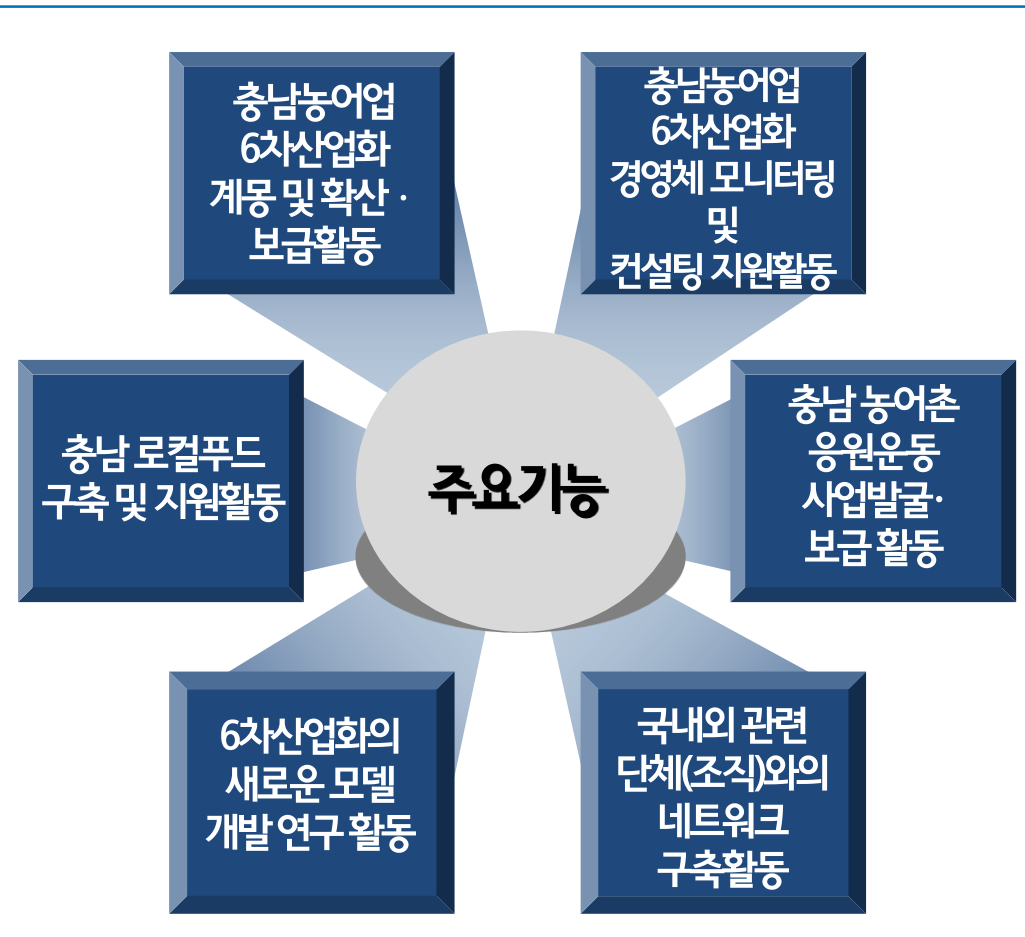 충남농어업
6차산업화
계몽 및 확산 ·
보급활동
충남농어업
6차산업화
경영체 모니터링
및
컨설팅 지원활동
충남 로컬푸드
구축 및 지원활동
주요기능
충남 농어촌
응원운동
사업발굴·
보급 활동
6차산업화의
새로운 모델
개발 연구 활동
국내외 관련
단체(조직)와의
네트워크
구축활동